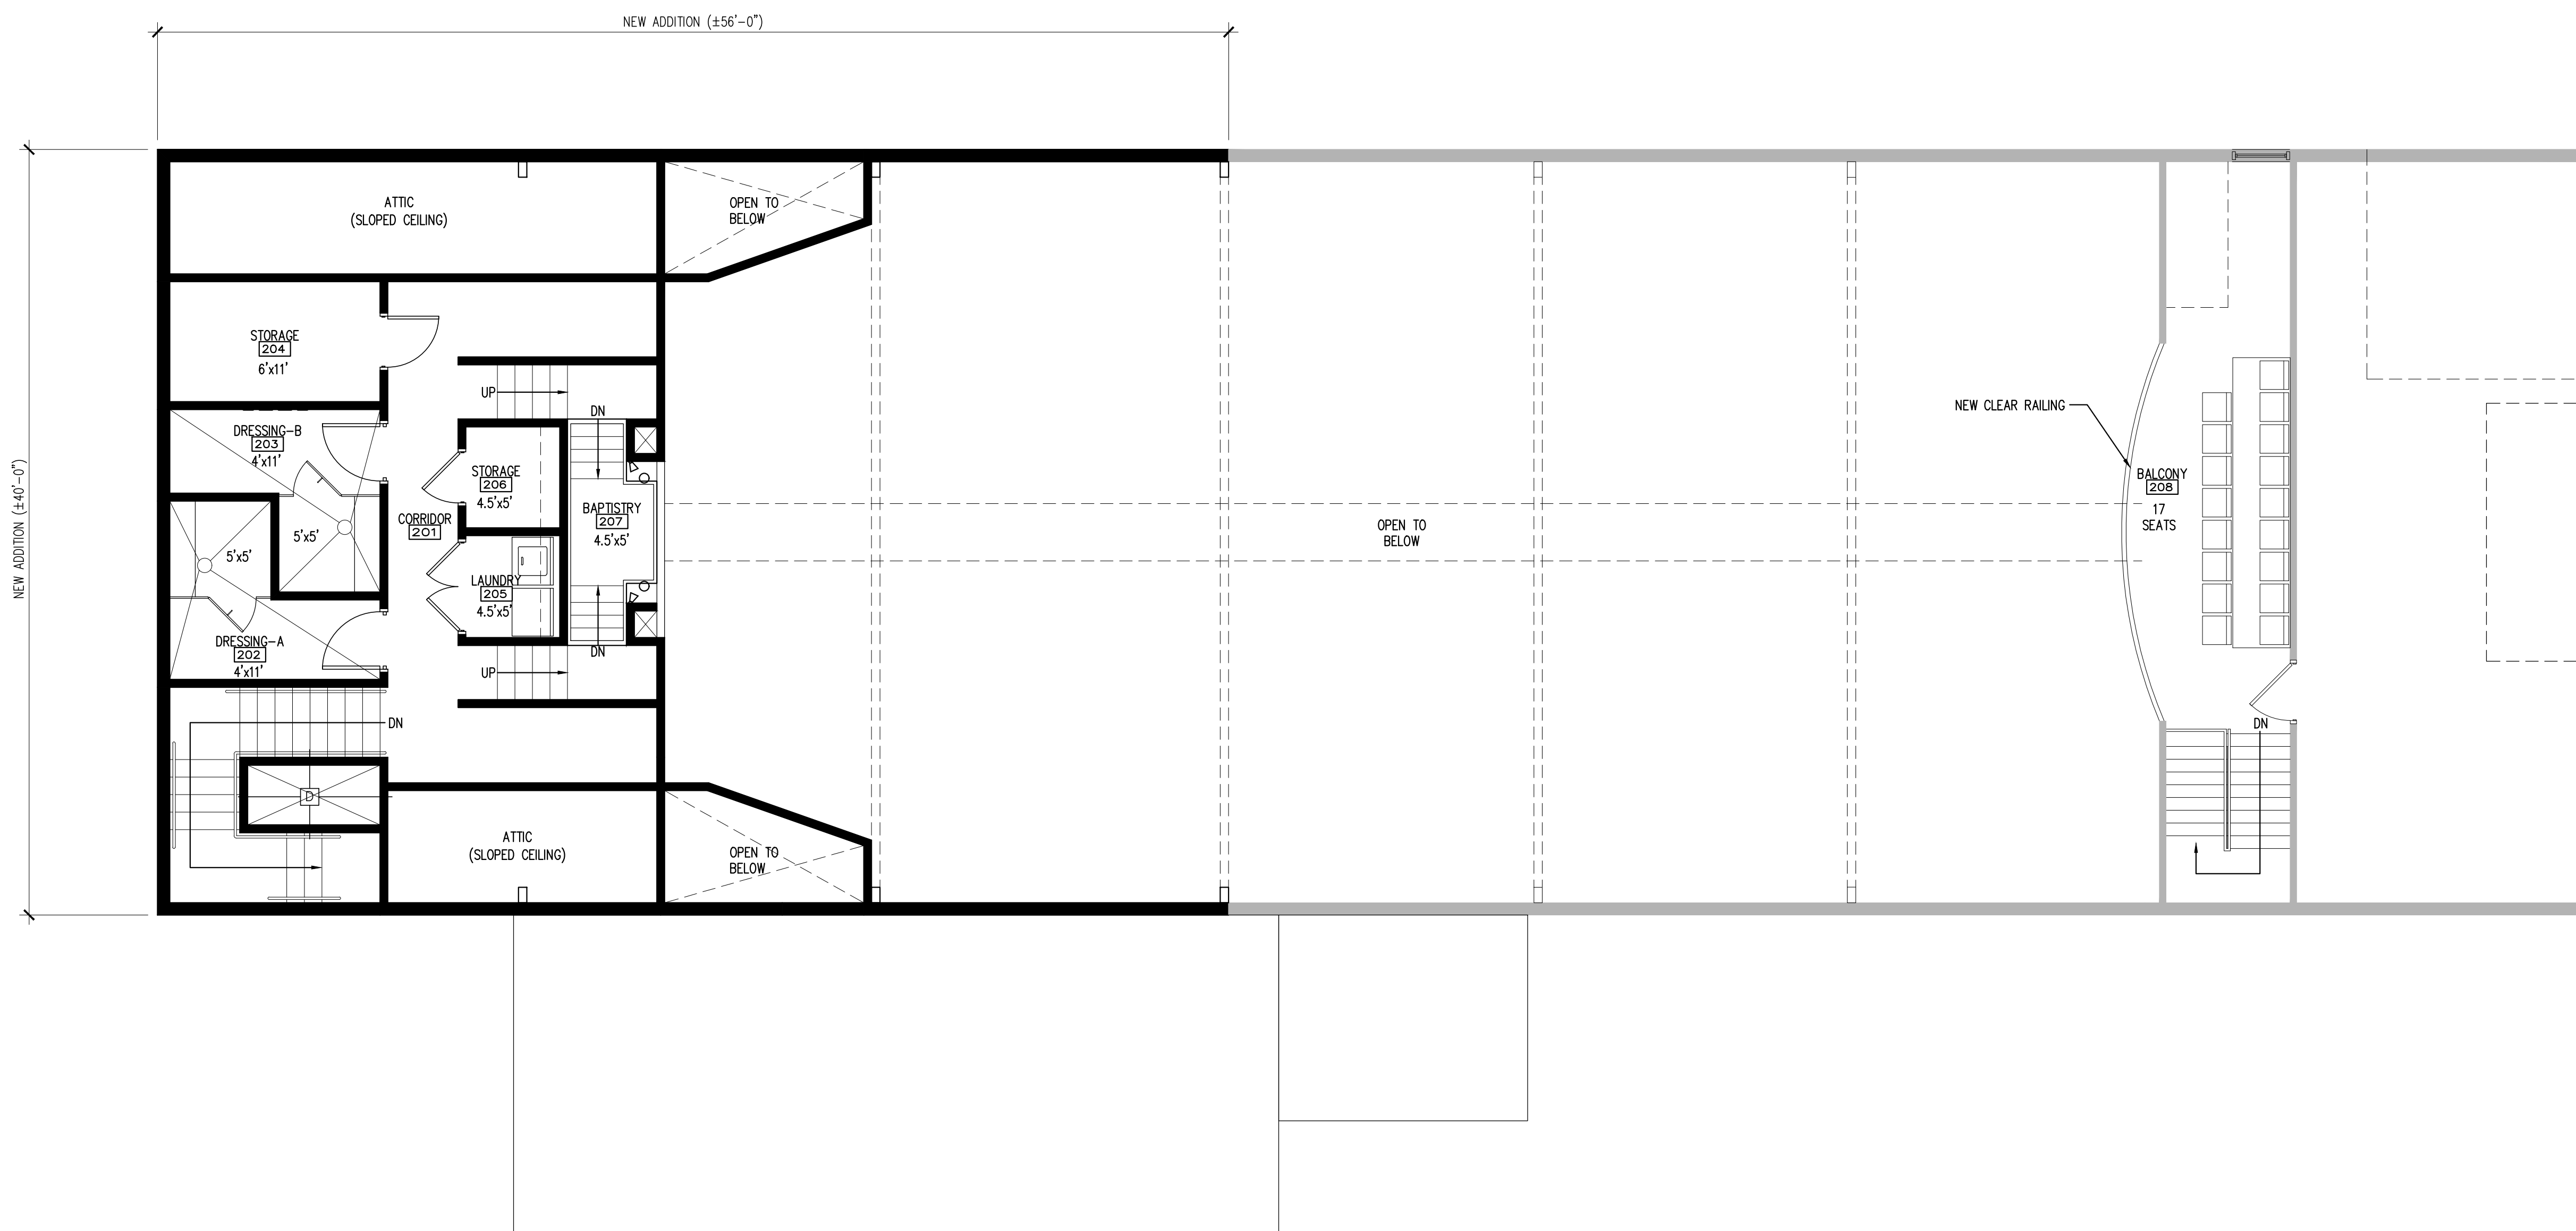 NEW ADDITION (±56'-0")
NEW ADDITION (±40'-0")
ATTIC
(SLOPED CEILING)
OPEN TO
BELOW
STORAGE
204
6'x11'
UP
DN
DRESSING-B
203
4'x11'
STORAGE
206
4.5'x5'
CORRIDOR
201
BAPTISTRY
207
4.5'x5'
5'x5'
5'x5'
LAUNDRY
205
4.5'x5'
DRESSING-A
202
4'x11'
UP
DN
DN
D
ATTIC
(SLOPED CEILING)
OPEN TO
BELOW
OPEN TO
BELOW
NEW CLEAR RAILING
BALCONY
208
17
SEATS
DN